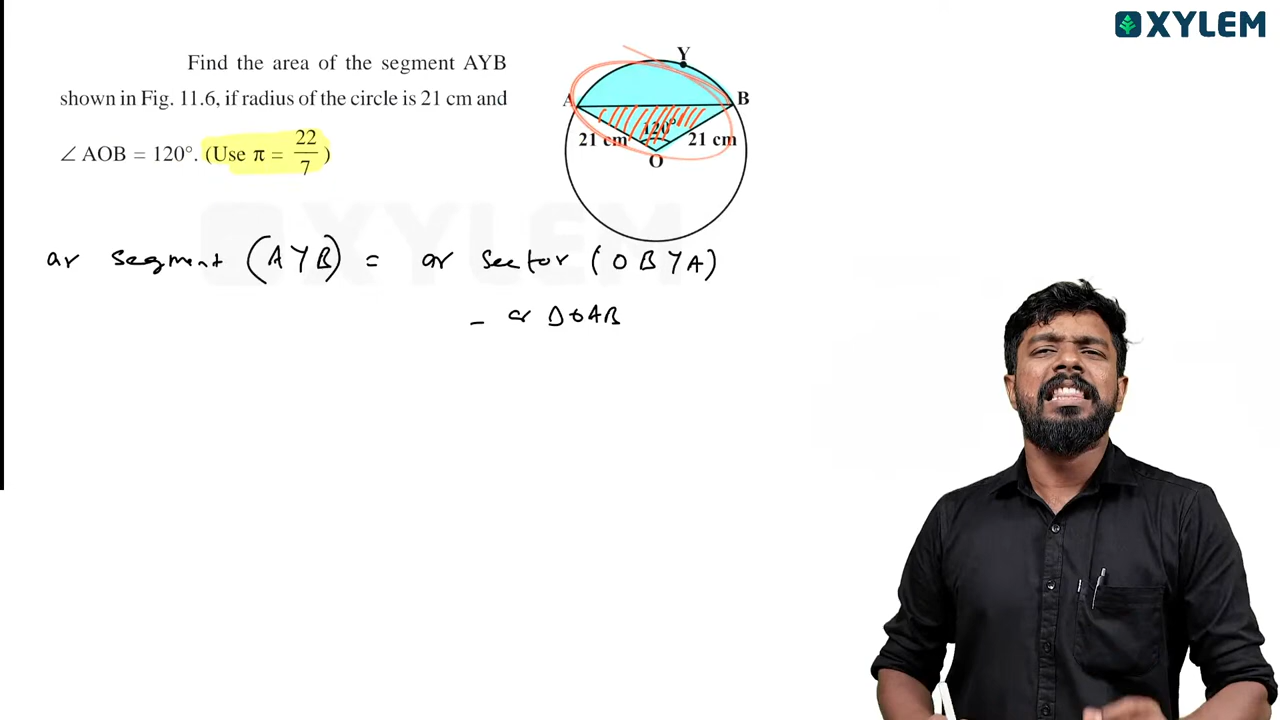 XYLEM
Find the area of the segment AYB
shown in Fig. 11.6, if radius of the circle is 21 cm and
∠ AOB = 120°. (Use π = 22/7)
Y
A
B
120°
21 cm
21 cm
O
XYLEM
ar segment (AYB) = ar sector (OBYA)
- ar ΔOAB